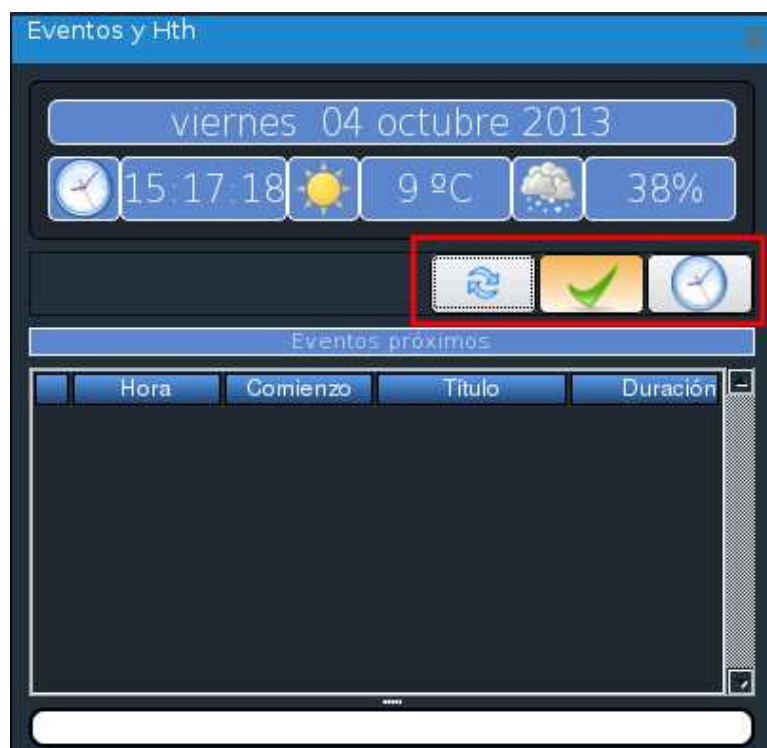 Eventos y Hth
viernes 04 octubre 2013
15:17:18 9 ºC 38%
Eventos próximos
Hora Comienzo Título Duración